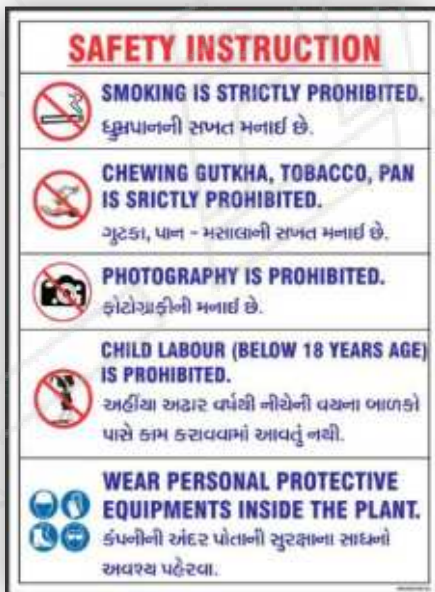 SAFETY INSTRUCTION
SMOKING IS STRICTLY PROHIBITED.
ધુમ્રપાનની સખત મનાઈ છે.
CHEWING GUTKHA, TOBACCO, PAN
IS SRICTLY PROHIBITED.
ગુટકા, પાન - મસાલાની સખત મનાઈ છે.
PHOTOGRAPHY IS PROHIBITED.
ફોટોગ્રાફીની મનાઈ છે.
CHILD LABOUR (BELOW 18 YEARS AGE)
IS PROHIBITED.
અહીંયા અઢાર વર્ષથી નીચેની વયના બાળકો
પાસે કામ કરાવવામાં આવતું નથી.
WEAR PERSONAL PROTECTIVE
EQUIPMENTS INSIDE THE PLANT.
કંપનીની અંદર પોતાની સુરક્ષાના સાધનો
અવશ્ય પહેરવા.